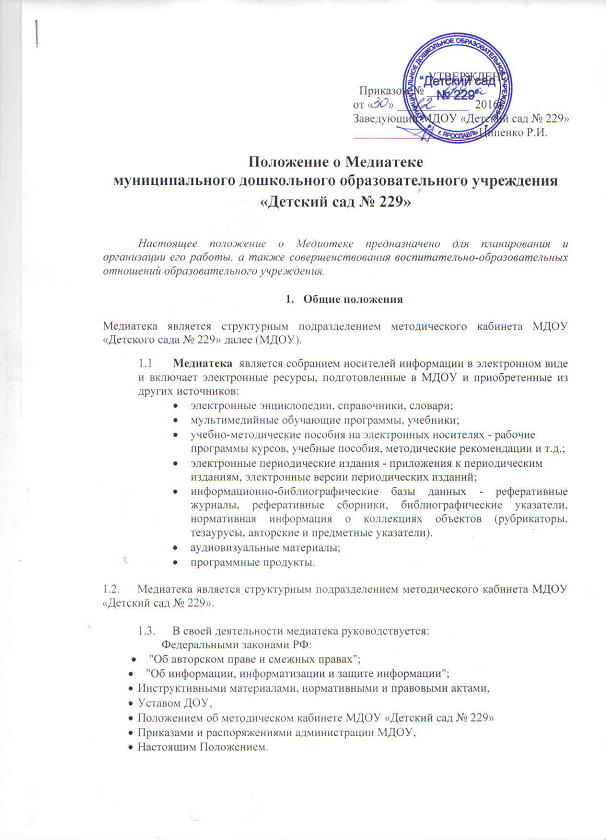 УТВЕРЖДЕНО
Приказом №
от «30» 12 2016
Заведующий МДОУ «Детский сад № 229»
Ципенко Р.И.
МУНИЦИПАЛЬНОЕ ДОШКОЛЬНОЕ ОБРАЗОВАТЕЛЬНОЕ УЧРЕЖДЕНИЕ
"Детский сад
№ 229"
г. ЯРОСЛАВЛЬ
Положение о Медиатеке
муниципального дошкольного образовательного учреждения
«Детский сад № 229»
Настоящее положение о Медиотеке предназначено для планирования и
организации его работы, а также совершенствования воспитательно-образовательных
отношений образовательного учреждения.
1. Общие положения
Медиатека является структурным подразделением методического кабинета МДОУ
«Детского сада № 229» далее (МДОУ).
1.1 Медиатека является собранием носителей информации в электронном виде
и включает электронные ресурсы, подготовленные в МДОУ и приобретенные из
других источников:
• электронные энциклопедии, справочники, словари;
• мультимедийные обучающие программы, учебники;
• учебно-методические пособия на электронных носителях - рабочие
программы курсов, учебные пособия, методические рекомендации и т.д.;
• электронные периодические издания - приложения к периодическим
изданиям, электронные версии периодических изданий;
• информационно-библиографические базы данных - реферативные
журналы, реферативные сборники, библиографические указатели,
нормативная информация о коллекциях объектов (рубрикаторы,
тезаурусы, авторские и предметные указатели).
• аудиовизуальные материалы;
• программные продукты.
1.2. Медиатека является структурным подразделением методического кабинета МДОУ
«Детский сад № 229».
1.3. В своей деятельности медиатека руководствуется:
Федеральными законами РФ:
• "Об авторском праве и смежных правах";
• "Об информации, информатизации и защите информации";
• Инструктивными материалами, нормативными и правовыми актами,
• Уставом ДОУ,
• Положением об методическом кабинете МДОУ «Детский сад № 229»
• Приказами и распоряжениями администрации МДОУ,
• Настоящим Положением.